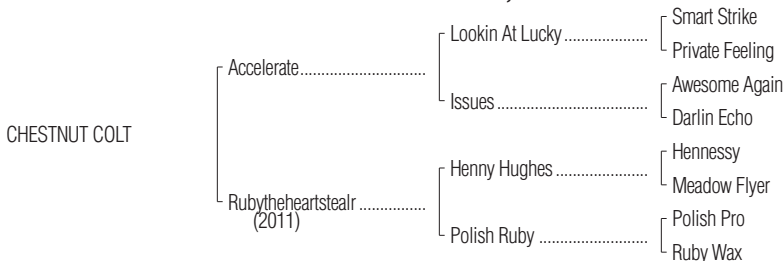 Smart Strike
Lookin At Lucky ...................
Private Feeling
Accelerate..............................
Awesome Again
Issues ....................................
Darlin Echo
CHESTNUT COLT
Hennessy
Henny Hughes .....................
Meadow Flyer
Rubytheheartstealr ................
(2011)
Polish Pro
Polish Ruby .........................
Ruby Wax